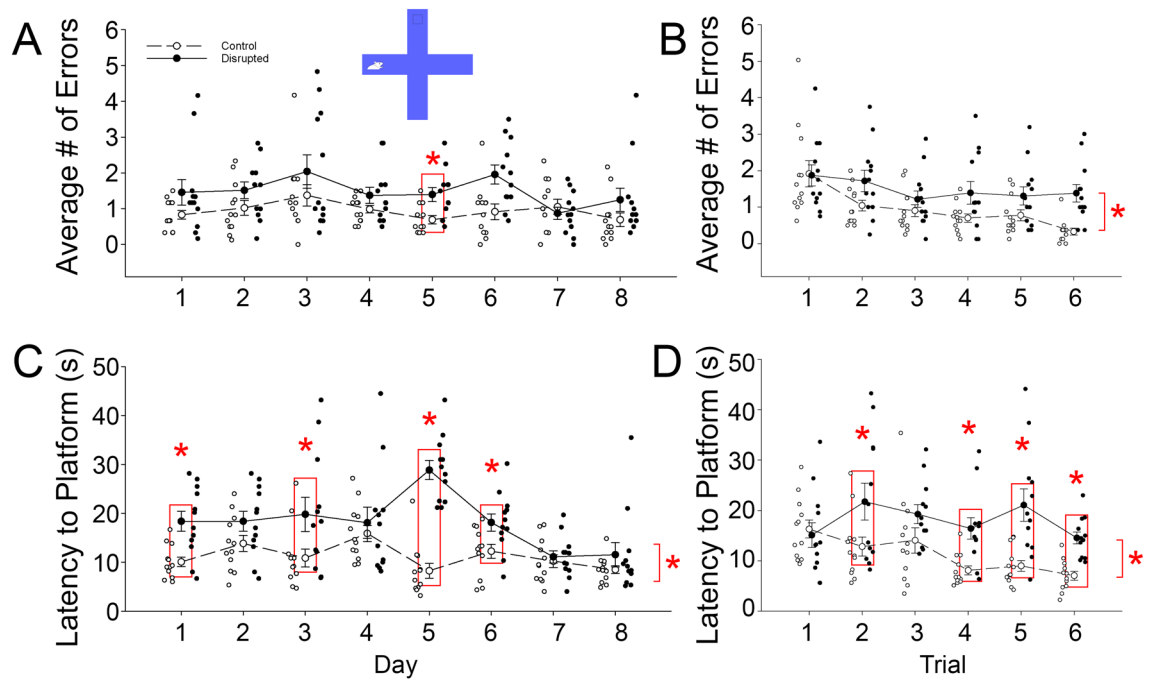 A
Average # of Errors
6
5
4
3
2
1
0
Control
Disrupted
*
1 2 3 4 5 6 7 8
B
Average # of Errors
6
5
4
3
2
1
0
*
1 2 3 4 5 6
C
Latency to Platform (s)
50
40
30
20
10
0
* * * * *
1 2 3 4 5 6 7 8
Day
D
Latency to Platform (s)
50
40
30
20
10
0
* * * * *
1 2 3 4 5 6
Trial